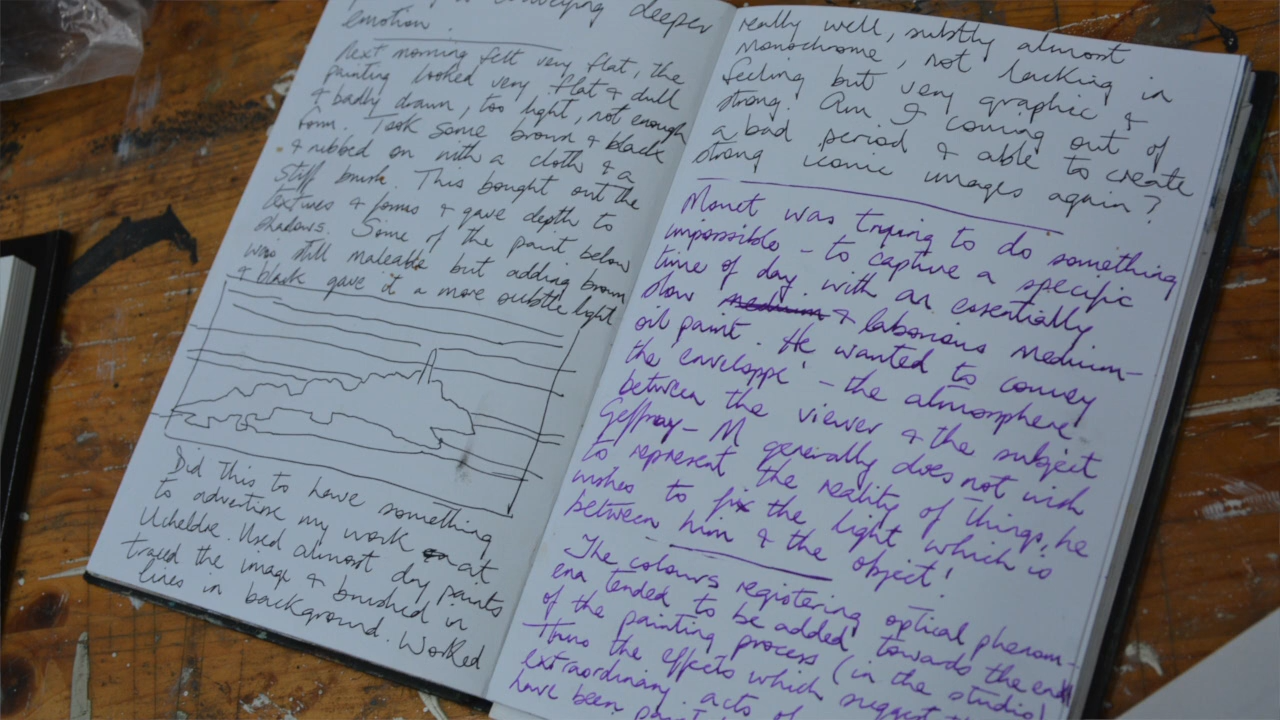 conveying deeper
emotion.
Next morning felt very flat, the
painting looked very flat & dull
& badly drawn, too light, not enough
form. Took some brown & black
& rubbed on with a cloth & a
stiff brush. This bought out the
textures & forms & gave depth to
shadows. Some of the paint below
was still maleable but adding brown
& black gave it a more subtle light
Did this to have something
to advertise my work at
Ucheldre. Used almost dry paints
traced the image & brushed in
lines in background. Worked
really well, subtly almost
monochrome, not lacking in
feeling but very graphic &
strong. Am I coming out of
a bad period & able to create
strong iconic images again?
Monet was trying to do something
impossible - to capture a specific
time of day with an essentially
slow medium & laborious medium-
oil paint. He wanted to convey
the enveloppe' - the atmosphere
between the viewer & the subject
Geffroy - M generally does not wish
to represent the reality of things, he
wishes to fix the light which is
between him & the object!
The colours registering optical phenom-
ena tended to be added towards the end
of the painting process (in the studio)
Thus the effects which suggest
extraordinary acts of
have been